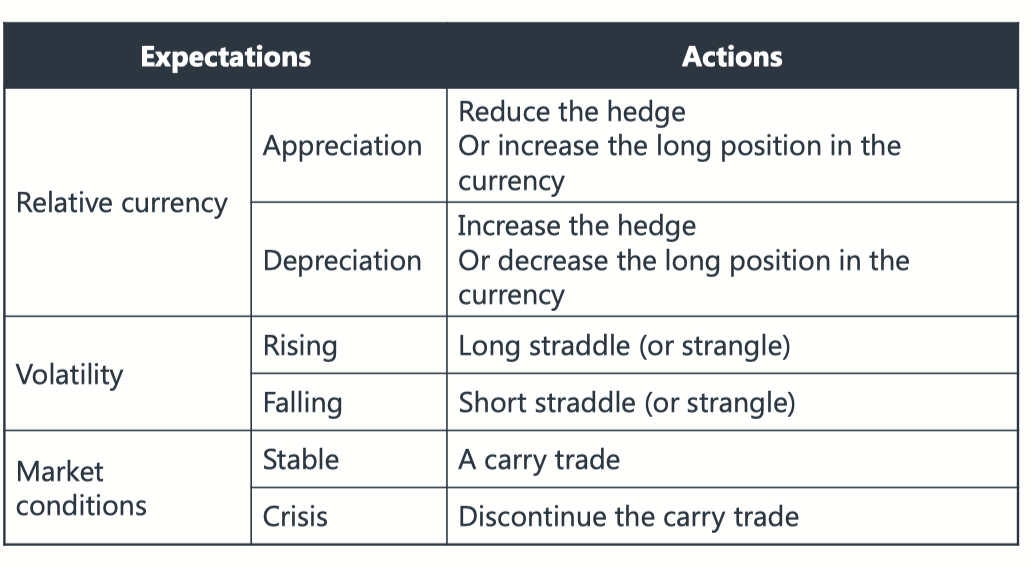 Expectations
Actions
Relative currency
Appreciation
Reduce the hedge
Or increase the long position in the
currency
Depreciation
Increase the hedge
Or decrease the long position in the
currency
Volatility
Rising
Long straddle (or strangle)
Falling
Short straddle (or strangle)
Market
conditions
Stable
A carry trade
Crisis
Discontinue the carry trade